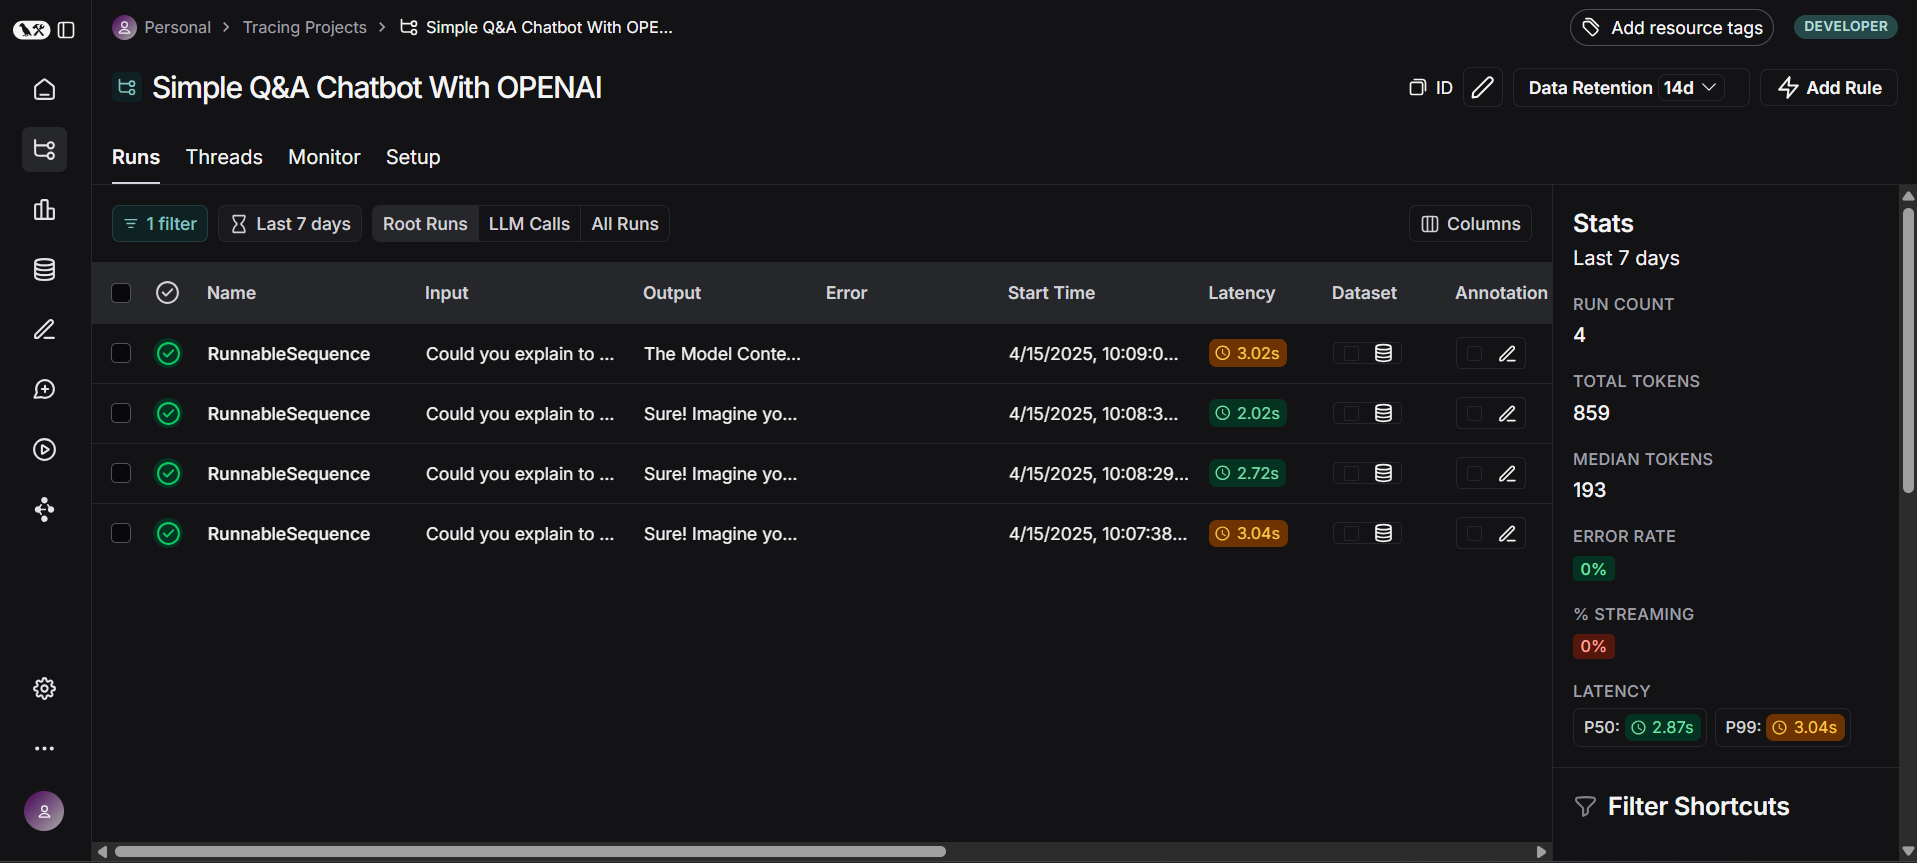 Personal > Tracing Projects > Simple Q&A Chatbot With OPE...
Add resource tags
DEVELOPER
Simple Q&A Chatbot With OPENAI
ID
Data Retention 14d
Add Rule
Runs Threads Monitor Setup
1 filter
Last 7 days
Root Runs LLM Calls All Runs
Columns
Name Input Output Error Start Time Latency Dataset Annotation
RunnableSequence Could you explain to ... The Model Conte... 4/15/2025, 10:09:0... 3.02s
RunnableSequence Could you explain to ... Sure! Imagine yo... 4/15/2025, 10:08:3... 2.02s
RunnableSequence Could you explain to ... Sure! Imagine yo... 4/15/2025, 10:08:29... 2.72s
RunnableSequence Could you explain to ... Sure! Imagine yo... 4/15/2025, 10:07:38... 3.04s
Stats
Last 7 days
RUN COUNT
4
TOTAL TOKENS
859
MEDIAN TOKENS
193
ERROR RATE
0%
% STREAMING
0%
LATENCY
P50: 2.87s P99: 3.04s
Filter Shortcuts